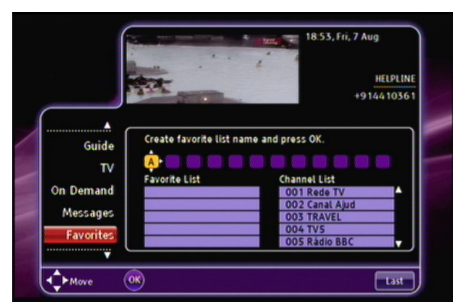 18:53, Fri, 7 Aug
HELPLINE
+914410361
Guide
TV
On Demand
Messages
Favorites
Create favorite list name and press OK.
A
Favorite List
Channel List
001 Rede TV
002 Canal Ajud
003 TRAVEL
004 TV5
005 Rádio BBC
Move
OK
Last